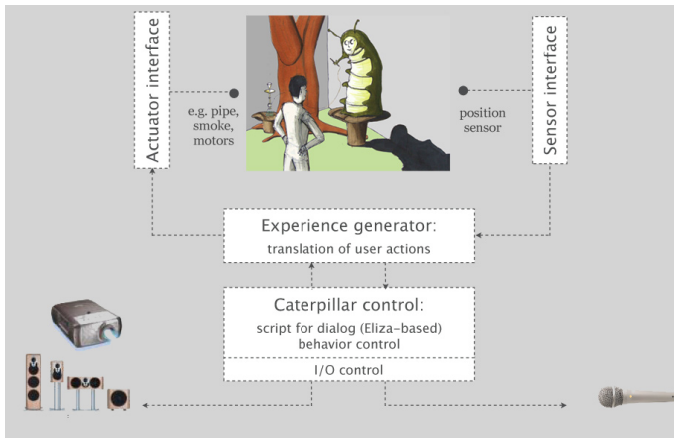 Actuator interface
e.g. pipe,
smoke,
motors
position
sensor
Sensor interface
Experience generator:
translation of user actions
Caterpillar control:
script for dialog (Eliza-based)
behavior control
I/O control